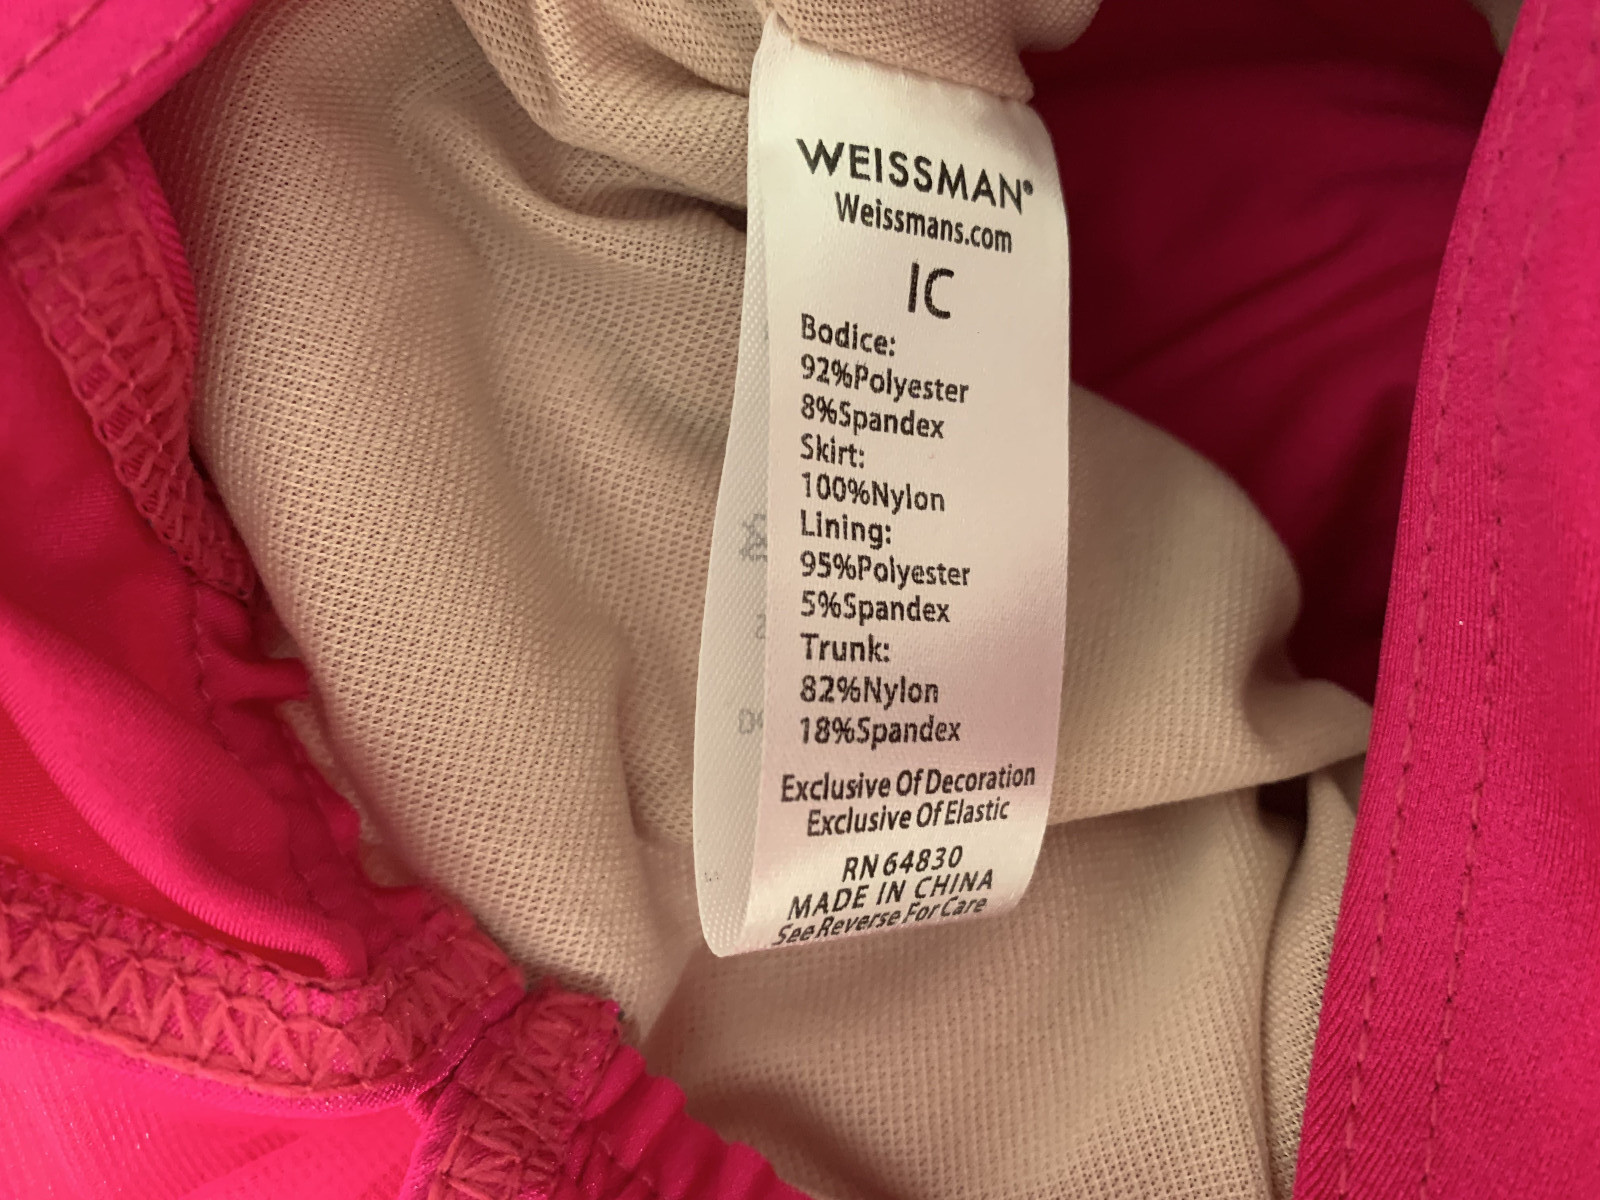 WEISSMAN®
Weissmans.com
IC
Bodice:
92%Polyester
8%Spandex
Skirt:
100%Nylon
Lining:
95%Polyester
5%Spandex
Trunk:
82%Nylon
18%Spandex
Exclusive Of Decoration
Exclusive Of Elastic
RN 64830
MADE IN CHINA
See Reverse For Care